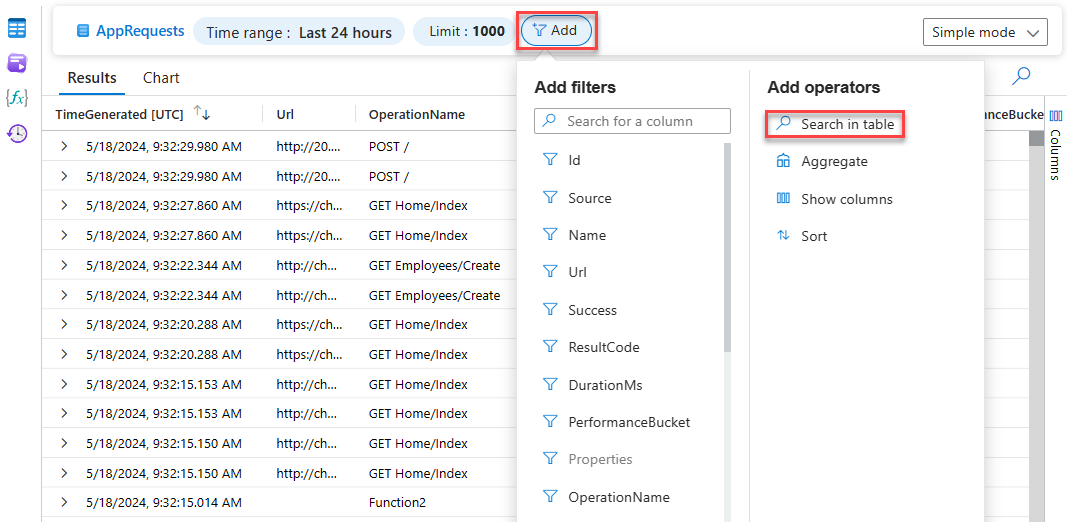 AppRequests Time range : Last 24 hours Limit : 1000 Add Simple mode
Results Chart
TimeGenerated [UTC] Url OperationName
5/18/2024, 9:32:29.980 AM http://20... POST /
5/18/2024, 9:32:29.980 AM http://20... POST /
5/18/2024, 9:32:27.860 AM https://ch... GET Home/Index
5/18/2024, 9:32:27.860 AM https://ch... GET Home/Index
5/18/2024, 9:32:22.344 AM http://ch... GET Employees/Create
5/18/2024, 9:32:22.344 AM http://ch... GET Employees/Create
5/18/2024, 9:32:20.288 AM https://ch... GET Home/Index
5/18/2024, 9:32:20.288 AM https://ch... GET Home/Index
5/18/2024, 9:32:15.153 AM http://ch... GET Home/Index
5/18/2024, 9:32:15.153 AM http://ch... GET Home/Index
5/18/2024, 9:32:15.150 AM http://ch... GET Home/Index
5/18/2024, 9:32:15.150 AM http://ch... GET Home/Index
5/18/2024, 9:32:15.014 AM Function2
Add filters
Search for a column
Id
Source
Name
Url
Success
ResultCode
DurationMs
PerformanceBucket
Properties
OperationName
Add operators
Search in table
Aggregate
Show columns
Sort
anceBucke
Columns
{fx}